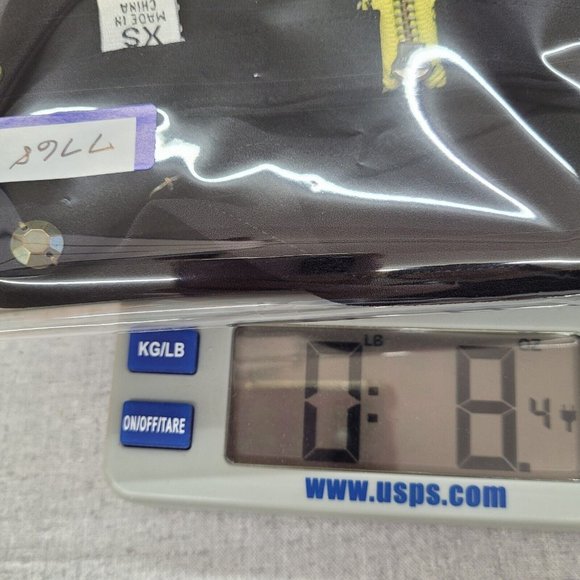 XS
MADE IN
CHINA
7768
KG/LB
ON/OFF/TARE
LB
OZ
0: 8.4
www.usps.com